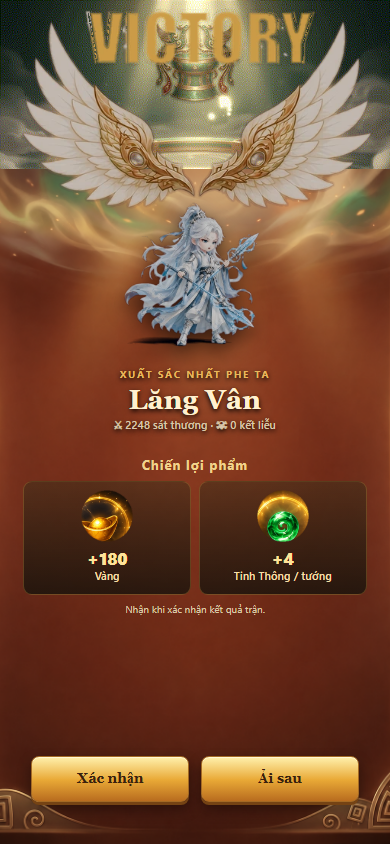 VICTORY
XUẤT SẮC NHẤT PHE TA
Lăng Vân
2248 sát thương · 0 kết liễu
Chiến lợi phẩm
+180
Vàng
+4
Tinh Thông / tướng
Nhận khi xác nhận kết quả trận.
Xác nhận
Ải sau